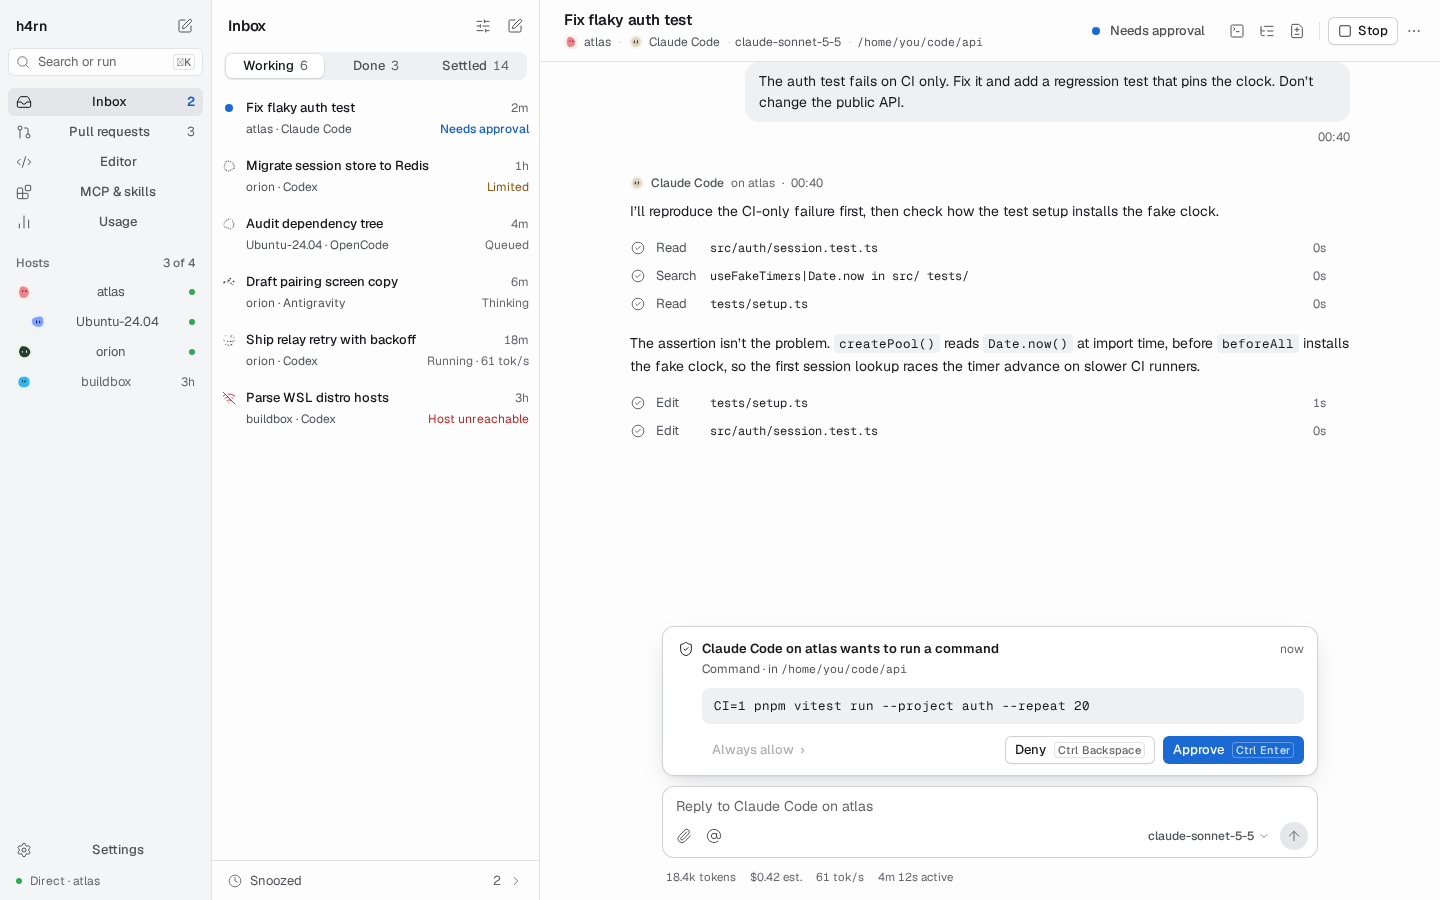 h4rn
Search or run
⌘K
Inbox 2
Pull requests 3
Editor
MCP & skills
Usage
Hosts 3 of 4
atlas
Ubuntu-24.04
orion
buildbox 3h
Settings
Direct · atlas
Inbox
Working 6 Done 3 Settled 14
Fix flaky auth test 2m
atlas · Claude Code Needs approval
Migrate session store to Redis 1h
orion · Codex Limited
Audit dependency tree 4m
Ubuntu-24.04 · OpenCode Queued
Draft pairing screen copy 6m
orion · Antigravity Thinking
Ship relay retry with backoff 18m
orion · Codex Running · 61 tok/s
Parse WSL distro hosts 3h
buildbox · Codex Host unreachable
Snoozed 2
Fix flaky auth test
atlas · Claude Code · claude-sonnet-5-5 · /home/you/code/api
Needs approval
Stop
The auth test fails on CI only. Fix it and add a regression test that pins the clock. Don’t
change the public API.
00:40
Claude Code on atlas · 00:40
I’ll reproduce the CI-only failure first, then check how the test setup installs the fake clock.
Read src/auth/session.test.ts 0s
Search useFakeTimers|Date.now in src/ tests/ 0s
Read tests/setup.ts 0s
The assertion isn’t the problem. createPool() reads Date.now() at import time, before beforeAll installs
the fake clock, so the first session lookup races the timer advance on slower CI runners.
Edit tests/setup.ts 1s
Edit src/auth/session.test.ts 0s
Claude Code on atlas wants to run a command now
Command · in /home/you/code/api
CI=1 pnpm vitest run --project auth --repeat 20
Always allow ›
Deny Ctrl Backspace
Approve Ctrl Enter
Reply to Claude Code on atlas
claude-sonnet-5-5
18.4k tokens $0.42 est. 61 tok/s 4m 12s active